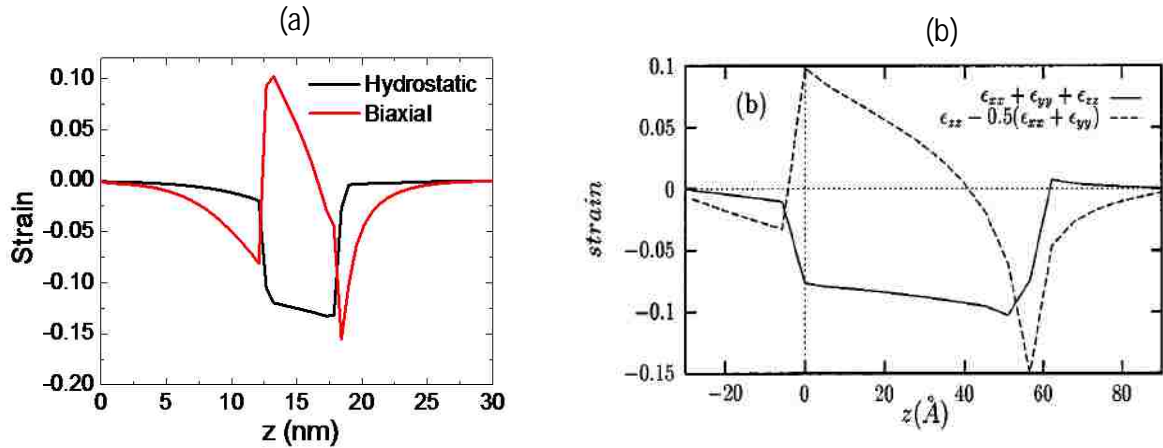 (a)
(b)
0.10
0.05
0.00
-0.05
-0.10
-0.15
-0.20
Strain
Hydrostatic
Biaxial
0 5 10 15 20 25 30
z (nm)
0.1
0.05
0
-0.05
-0.1
-0.15
strain
(b)
ϵxx + ϵyy + ϵzz
ϵzz − 0.5(ϵxx + ϵyy)
-20 0 20 40 60 80
z(Å)